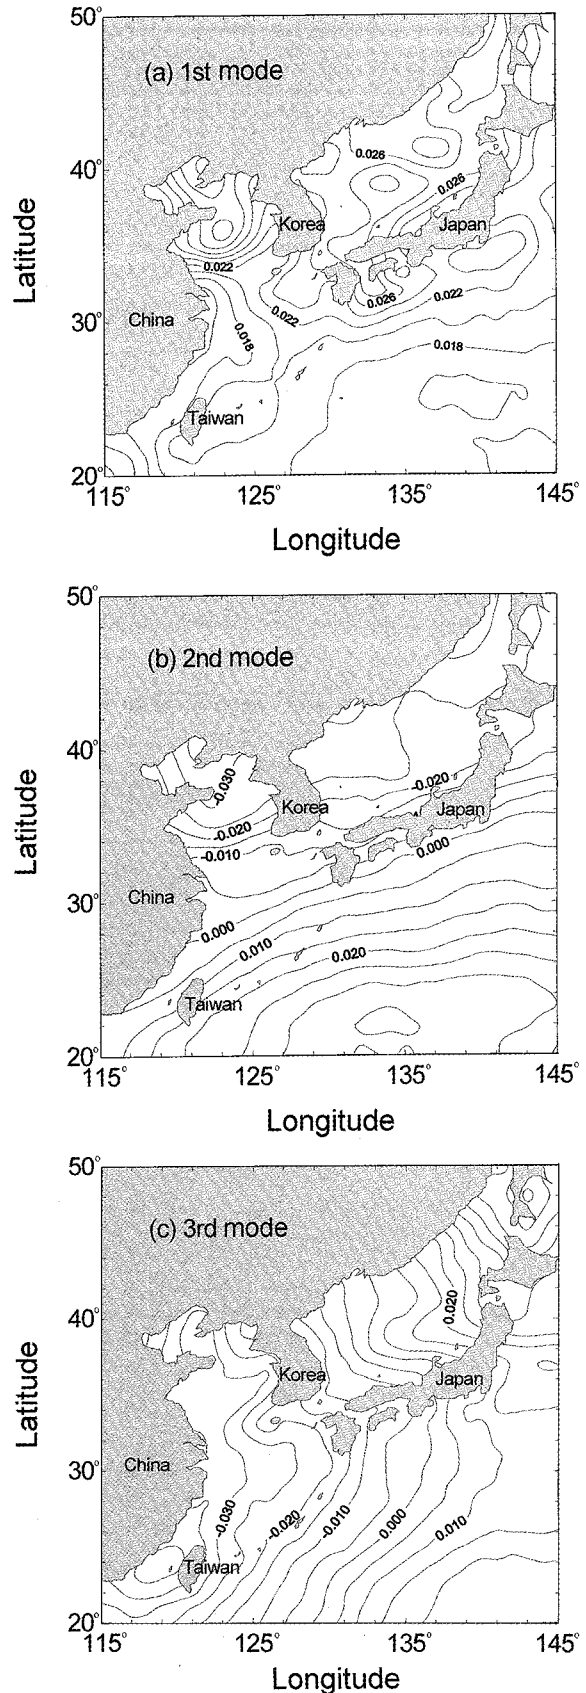 50°
(a) 1st mode
40°
0.026
0.026
Korea
Japan
0.022
0.026
0.022
0.022
China
30°
0.018
0.018
Taiwan
20°
115°
125°
135°
145°
Latitude
Longitude
50°
(b) 2nd mode
40°
-0.030
-0.020
Korea
Japan
-0.020
-0.010
0.000
China
30°
0.000
0.010
0.020
Taiwan
20°
115°
125°
135°
145°
Latitude
Longitude
50°
(c) 3rd mode
40°
0.020
Korea
Japan
China
30°
-0.030
-0.020
-0.010
0.000
0.010
Taiwan
20°
115°
125°
135°
145°
Latitude
Longitude